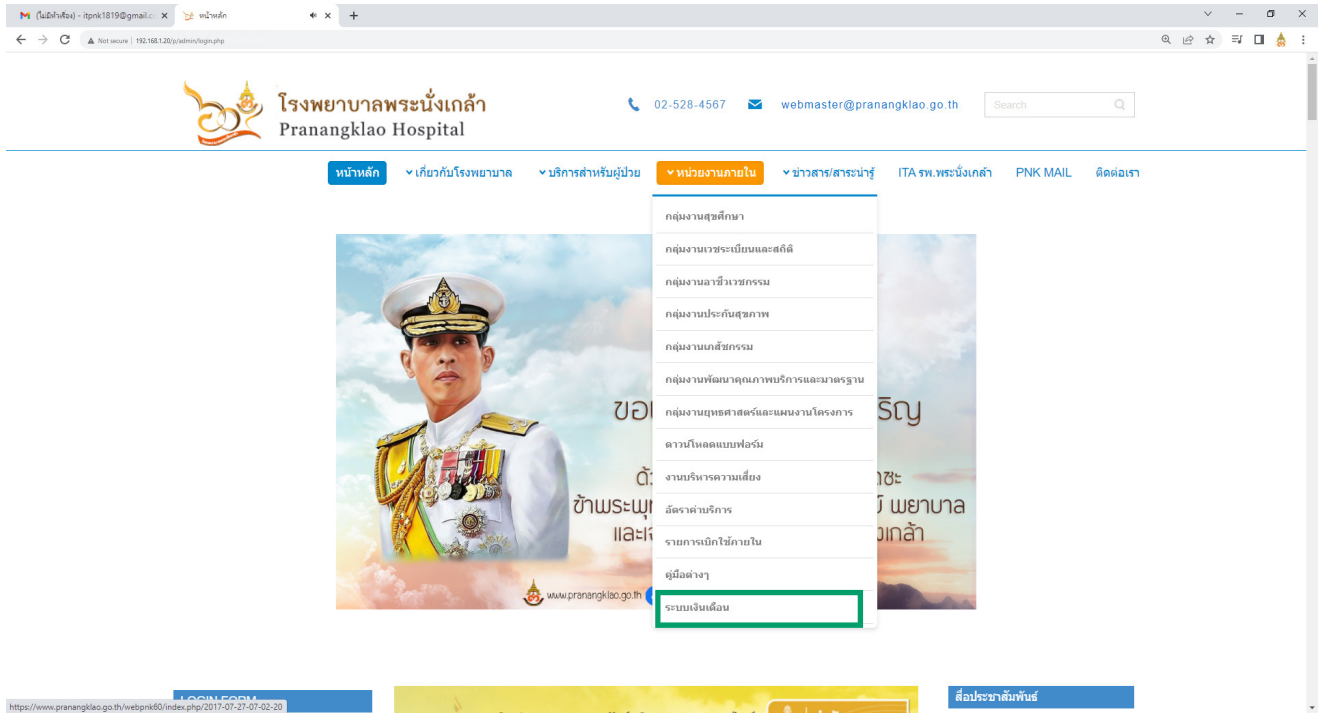 (ไม่มีหัวเรื่อง) - itpnk1819@gmail.c
หน้าหลัก
Not secure | 192.168.1.20/p/admin/login.php
โรงพยาบาลพระนั่งเกล้า
Pranangklao Hospital
02-528-4567
webmaster@pranangklao.go.th
Search
หน้าหลัก
เกี่ยวกับโรงพยาบาล
บริการสำหรับผู้ป่วย
หน่วยงานภายใน
ข่าวสาร/สาระน่ารู้
ITA รพ.พระนั่งเกล้า
PNK MAIL
ติดต่อเรา
กลุ่มงานสุขศึกษา
กลุ่มงานเวชระเบียนและสถิติ
กลุ่มงานอาชีวเวชกรรม
กลุ่มงานประกันสุขภาพ
กลุ่มงานเภสัชกรรม
กลุ่มงานพัฒนาคุณภาพบริการและมาตรฐาน
กลุ่มงานยุทธศาสตร์และแผนงานโครงการ
ดาวน์โหลดแบบฟอร์ม
งานบริหารความเสี่ยง
อัตราค่าบริการ
รายการเบิกใช้ภายใน
คู่มือต่างๆ
ระบบเงินเดือน
พยาบาล
www.pranangklao.go.th
LOGIN FORM
สื่อประชาสัมพันธ์
https://www.pranangklao.go.th/webpnk60/index.php/2017-07-27-07-02-20